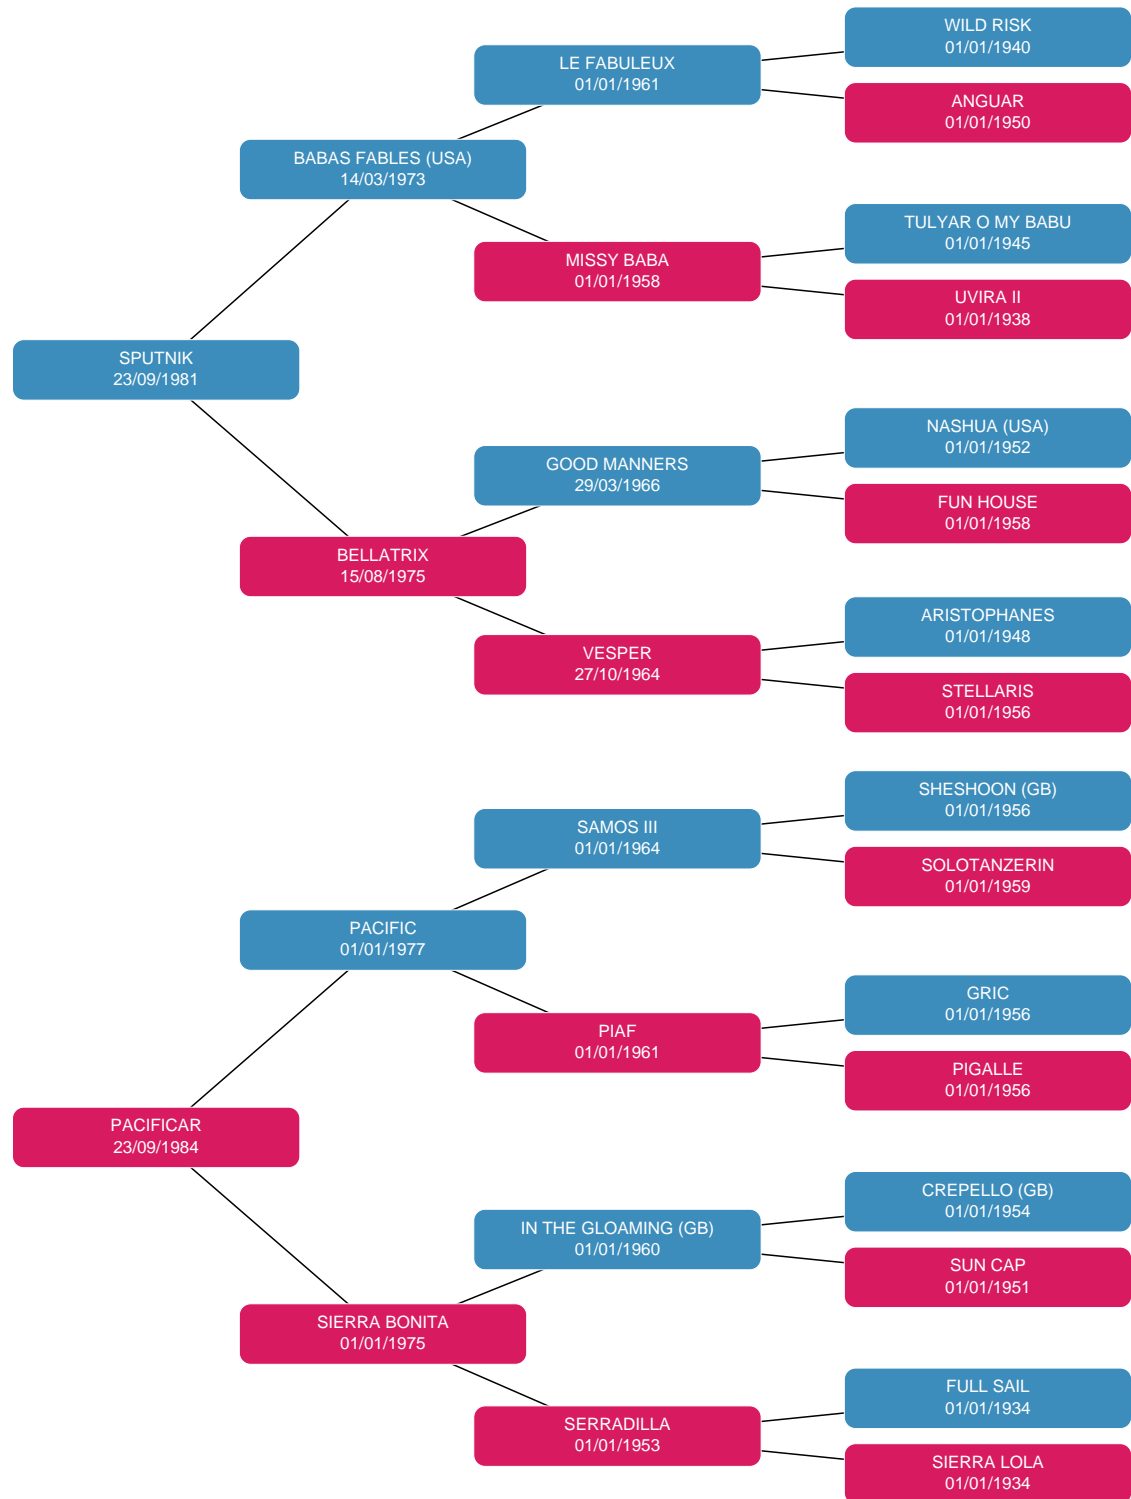 WILD RISK
01/01/1940
LE FABULEUX
01/01/1961
ANGUAR
01/01/1950
BABAS FABLES (USA)
14/03/1973
TULYAR O MY BABU
01/01/1945
MISSY BABA
01/01/1958
UVIRA II
01/01/1938
SPUTNIK
23/09/1981
NASHUA (USA)
01/01/1952
GOOD MANNERS
29/03/1966
FUN HOUSE
01/01/1958
BELLATRIX
15/08/1975
ARISTOPHANES
01/01/1948
VESPER
27/10/1964
STELLARIS
01/01/1956
SHESHOON (GB)
01/01/1956
SAMOS III
01/01/1964
SOLOTANZERIN
01/01/1959
PACIFIC
01/01/1977
GRIC
01/01/1956
PIAF
01/01/1961
PIGALLE
01/01/1956
PACIFICAR
23/09/1984
CREPELLO (GB)
01/01/1954
IN THE GLOAMING (GB)
01/01/1960
SUN CAP
01/01/1951
SIERRA BONITA
01/01/1975
FULL SAIL
01/01/1934
SERRADILLA
01/01/1953
SIERRA LOLA
01/01/1934